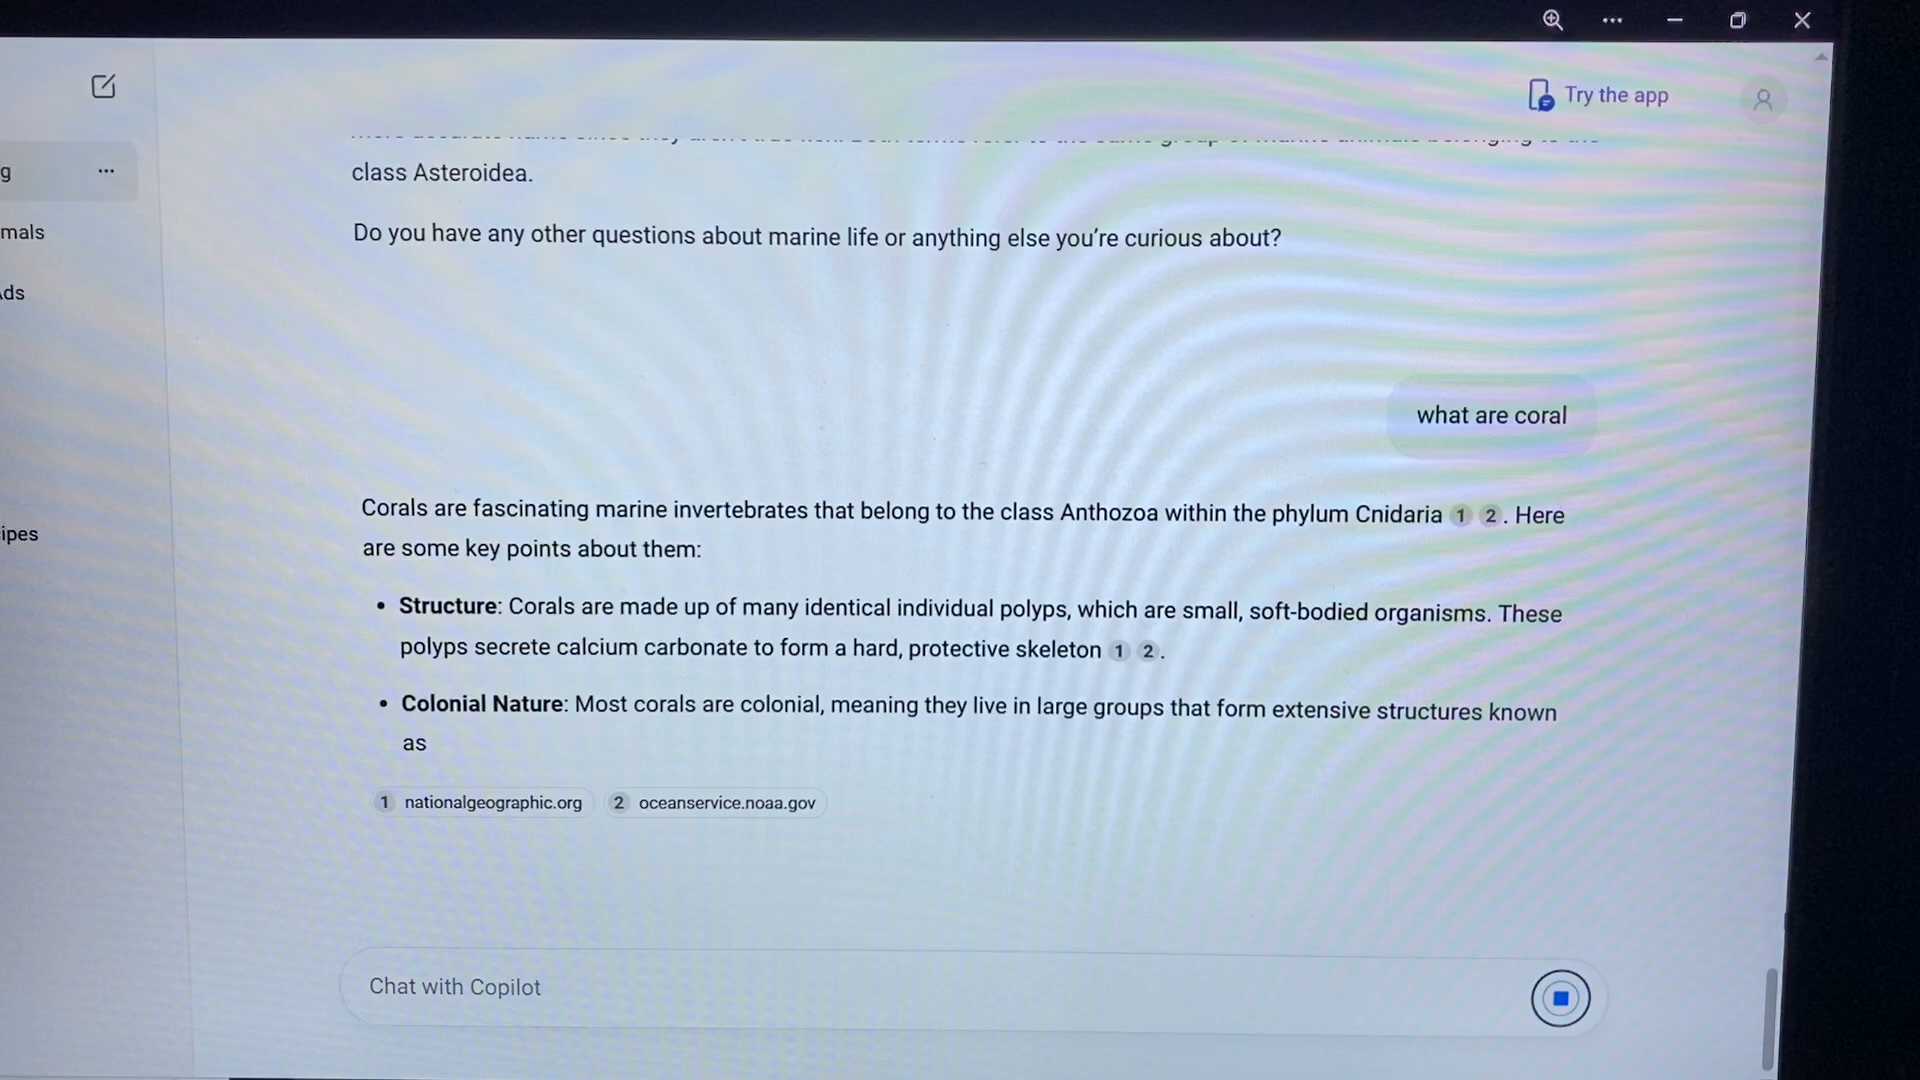 Try the app
class Asteroidea.
Do you have any other questions about marine life or anything else you're curious about?
g
mals
ds
ipes
what are coral
Corals are fascinating marine invertebrates that belong to the class Anthozoa within the phylum Cnidaria 1 2. Here
are some key points about them:
• Structure: Corals are made up of many identical individual polyps, which are small, soft-bodied organisms. These
polyps secrete calcium carbonate to form a hard, protective skeleton 1 2.
• Colonial Nature: Most corals are colonial, meaning they live in large groups that form extensive structures known
as
1 nationalgeographic.org 2 oceanservice.noaa.gov
Chat with Copilot